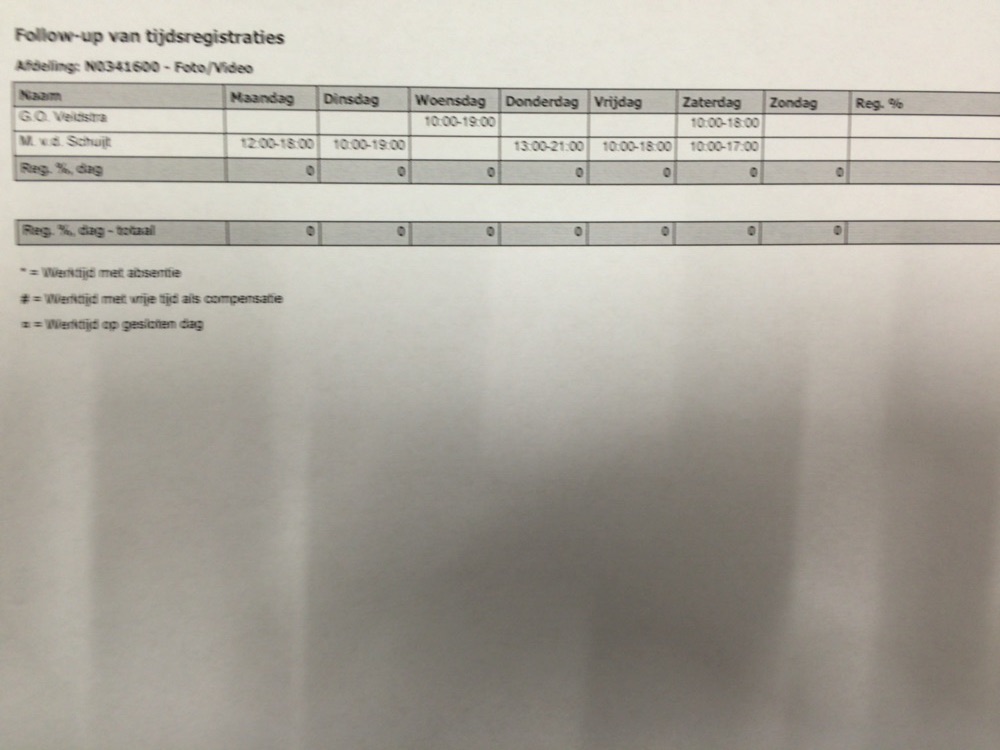 Follow-up van tijdsregistraties
Afdeling: N0341600 - Foto/Video
Naam Maandag Dinsdag Woensdag Donderdag Vrijdag Zaterdag Zondag Reg. %
G.O. Veldstra 10:00-19:00 10:00-18:00
M. v.d. Schuijt 12:00-18:00 10:00-19:00 13:00-21:00 10:00-18:00 10:00-17:00
Reg. %, dag 0 0 0 0 0 0 0
Reg. %, dag - totaal 0 0 0 0 0 0 0
* = Werktijd met absentie
# = Werktijd met vrije tijd als compensatie
¤ = Werktijd op gesloten dag